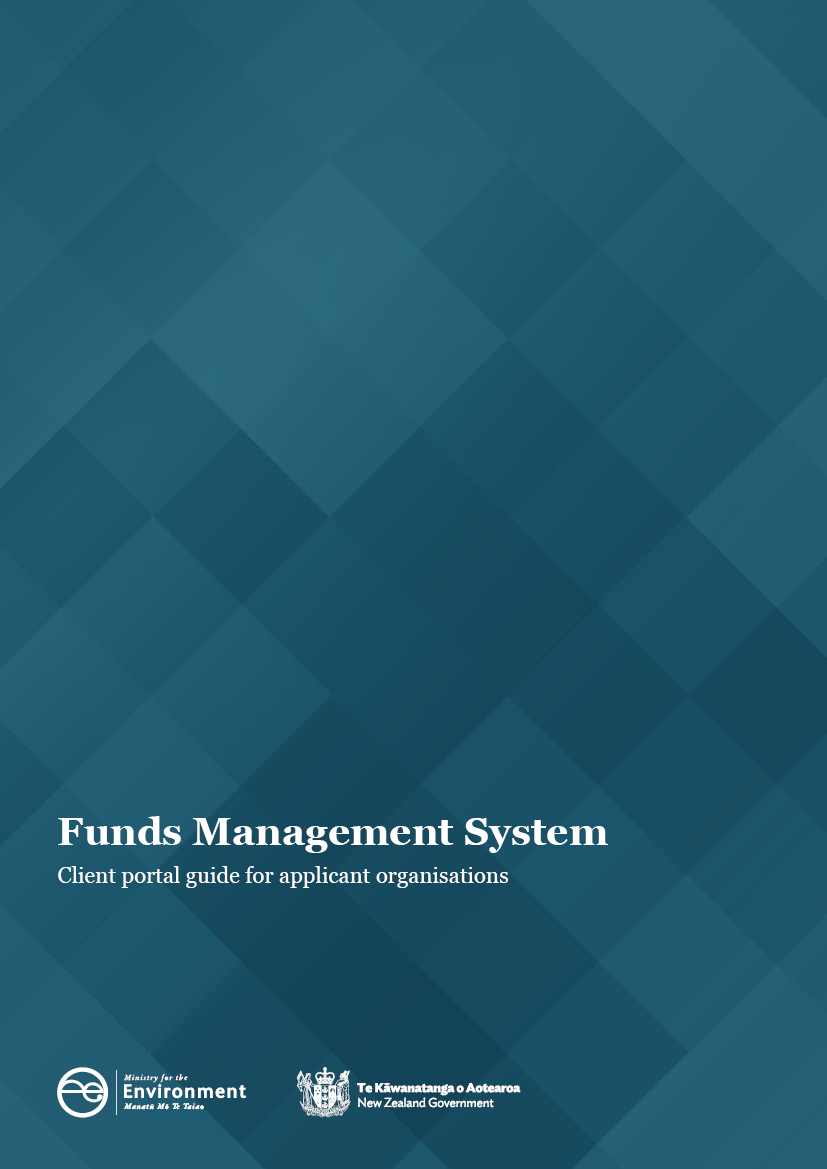 Funds Management System
Client portal guide for applicant organisations
Ministry for the
Environment
Manatū Mō Te Taiao
Te Kāwanatanga o Aotearoa
New Zealand Government